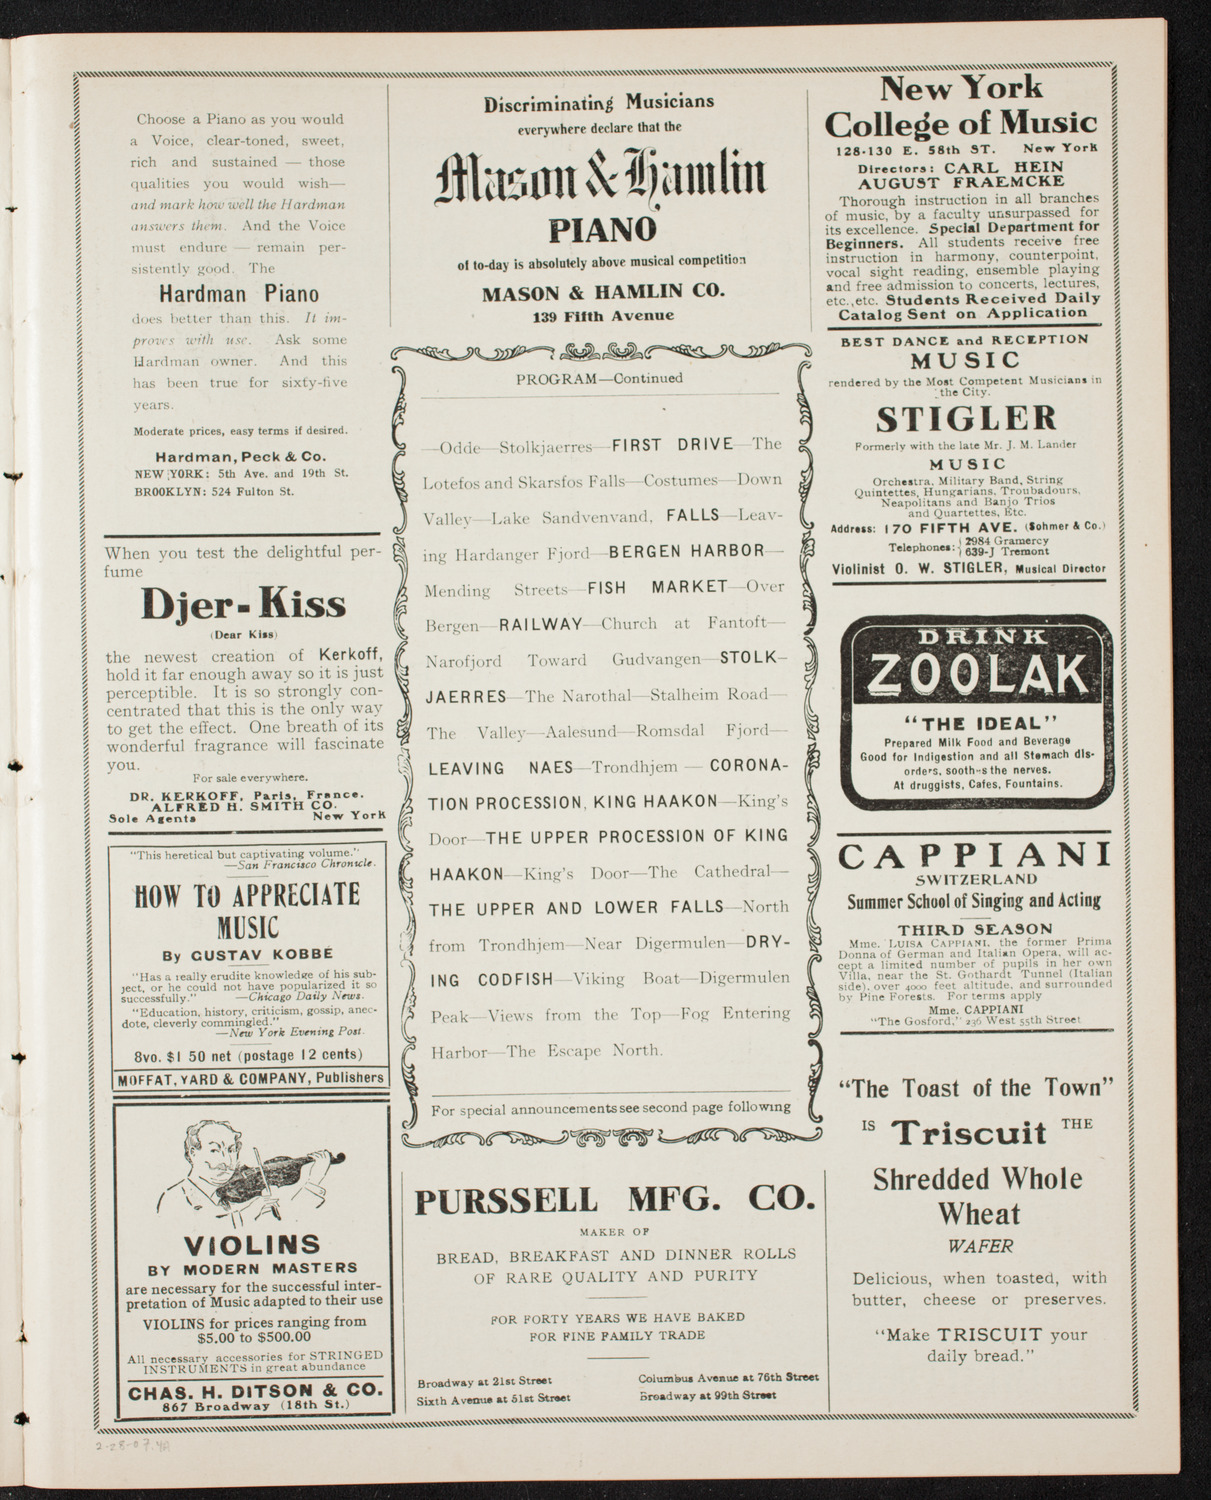 Choose a Piano as you would
a Voice, clear-toned, sweet,
rich and sustained — those
qualities you would wish—
and mark how well the Hardman
answers them. And the Voice
must endure — remain per-
sistently good. The
Hardman Piano
does better than this. It im-
proves with use. Ask some
Hardman owner. And this
has been true for sixty-five
years.
Moderate prices, easy terms if desired.
Hardman, Peck & Co.
NEW YORK: 5th Ave. and 19th St.
BROOKLYN: 524 Fulton St.
When you test the delightful per-
fume
Djer-Kiss
(Dear Kiss)
the newest creation of Kerkoff,
hold it far enough away so it is just
perceptible. It is so strongly con-
centrated that this is the only way
to get the effect. One breath of its
wonderful fragrance will fascinate
you.
For sale everywhere.
DR. KERKOFF, Paris, France.
ALFRED H. SMITH CO.
Sole Agents New York
"This heretical but captivating volume."
—San Francisco Chronicle.
HOW TO APPRECIATE
MUSIC
By GUSTAV KOBBÉ
"Has a really erudite knowledge of his sub-
ject, or he could not have popularized it so
successfully." —Chicago Daily News.
"Education, history, criticism, gossip, anec-
dote, cleverly commingled."
—New York Evening Post.
8vo. $1 50 net (postage 12 cents)
MOFFAT, YARD & COMPANY, Publishers
VIOLINS
BY MODERN MASTERS
are necessary for the successful inter-
pretation of Music adapted to their use
VIOLINS for prices ranging from
$5.00 to $500.00
All necessary accessories for STRINGED
INSTRUMENTS in great abundance
CHAS. H. DITSON & CO.
867 Broadway (18th St.)
Discriminating Musicians
everywhere declare that the
Mason & Hamlin
PIANO
of to-day is absolutely above musical competition
MASON & HAMLIN CO.
139 Fifth Avenue
PROGRAM—Continued
—Odde—Stolkjaerres—FIRST DRIVE—The
Lotefos and Skarsfos Falls—Costumes—Down
Valley—Lake Sandvenvand, FALLS—Leav-
ing Hardanger Fjord—BERGEN HARBOR—
Mending Streets—FISH MARKET—Over
Bergen—RAILWAY—Church at Fantoft—
Narofjord Toward Gudvangen—STOLK-
JAERRES—The Narothal—Stalheim Road—
The Valley—Aalesund—Romsdal Fjord—
LEAVING NAES—Trondhjem — CORONA-
TION PROCESSION, KING HAAKON—King's
Door—THE UPPER PROCESSION OF KING
HAAKON—King's Door—The Cathedral—
THE UPPER AND LOWER FALLS—North
from Trondhjem—Near Digermulen—DRY-
ING CODFISH—Viking Boat—Digermulen
Peak—Views from the Top—Fog Entering
Harbor—The Escape North.
For special announcements see second page following
PURSSELL MFG. CO.
MAKER OF
BREAD, BREAKFAST AND DINNER ROLLS
OF RARE QUALITY AND PURITY
FOR FORTY YEARS WE HAVE BAKED
FOR FINE FAMILY TRADE
Broadway at 21st Street Columbus Avenue at 76th Street
Sixth Avenue at 51st Street Broadway at 99th Street
New York
College of Music
128-130 E. 58th ST. New York
Directors: CARL HEIN
AUGUST FRAEMCKE
Thorough instruction in all branches
of music, by a faculty unsurpassed for
its excellence. Special Department for
Beginners. All students receive free
instruction in harmony, counterpoint,
vocal sight reading, ensemble playing
and free admission to concerts, lectures,
etc., etc. Students Received Daily
Catalog Sent on Application
BEST DANCE and RECEPTION
MUSIC
rendered by the Most Competent Musicians in
the City.
STIGLER
Formerly with the late Mr. J. M. Lander
MUSIC
Orchestra, Military Band, String
Quintettes, Hungarians, Troubadours,
Neapolitans and Banjo Trios
and Quartettes, Etc.
Address: 170 FIFTH AVE. (Sohmer & Co.)
Telephones: { 2984 Gramercy
639-J Tremont
Violinist O. W. STIGLER, Musical Director
DRINK
ZOOLAK
"THE IDEAL"
Prepared Milk Food and Beverage
Good for Indigestion and all Stomach dis-
orders, soothes the nerves.
At druggists, Cafes, Fountains.
CAPPIANI
SWITZERLAND
Summer School of Singing and Acting
THIRD SEASON
Mme. LUISA CAPPIANI, the former Prima
Donna of German and Italian Opera, will ac-
cept a limited number of pupils in her own
Villa, near the St. Gothardt Tunnel (Italian
side), over 4000 feet altitude, and surrounded
by Pine Forests. For terms apply
Mme. CAPPIANI
"The Gosford," 236 West 55th Street
"The Toast of the Town"
IS Triscuit THE
Shredded Whole
Wheat
WAFER
Delicious, when toasted, with
butter, cheese or preserves.
"Make TRISCUIT your
daily bread."
2-28-07